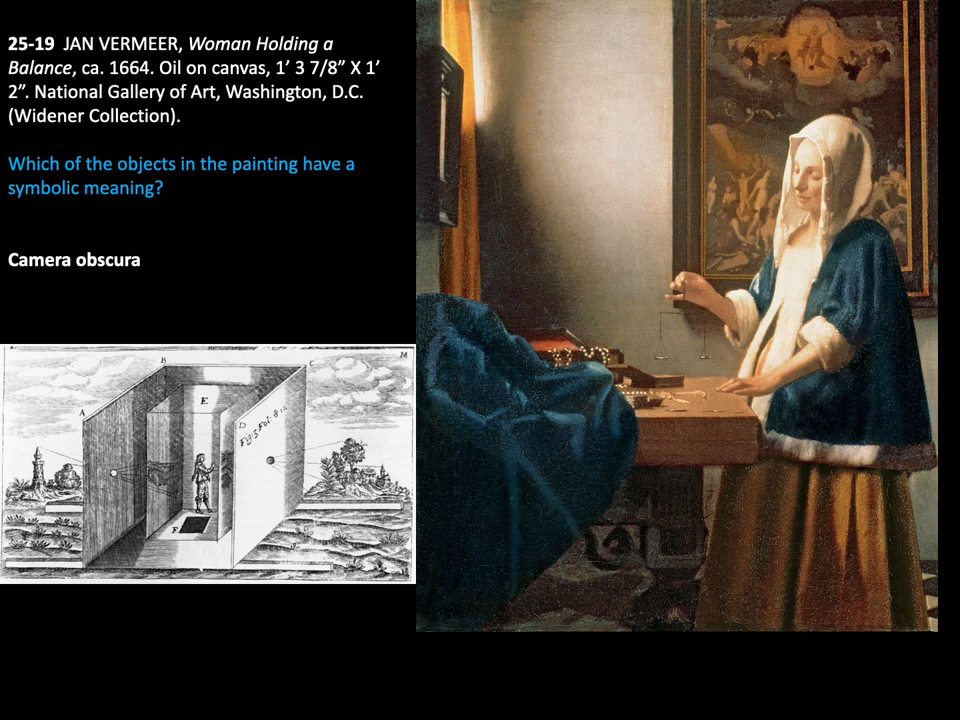 25-19  JAN VERMEER, Woman Holding a
Balance, ca. 1664. Oil on canvas, 1’ 3 7/8” X 1’
2”. National Gallery of Art, Washington, D.C.
(Widener Collection).
Which of the objects in the painting have a
symbolic meaning?
Camera obscura
M
B
C
A
E
D
F